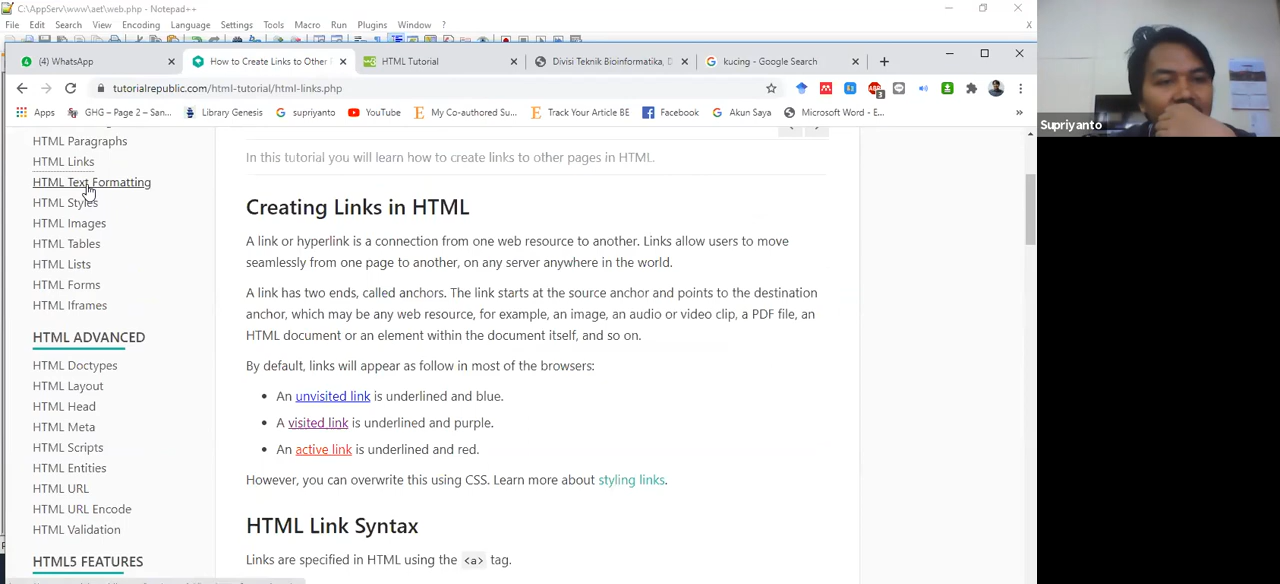 C:\AppServ\www\aet\web.php - Notepad++
File Edit Search View Encoding Language Settings Tools Macro Run Plugins Window ?
X
(4) WhatsApp
How to Create Links to Other
HTML Tutorial
Divisi Teknik Bioinformatika, D
kucing - Google Search
tutorialrepublic.com/html-tutorial/html-links.php
3
Apps
GHG – Page 2 – San...
Library Genesis
supriyanto
YouTube
My Co-authored Su...
Track Your Article BE
Facebook
Akun Saya
Microsoft Word - E...
HTML Paragraphs
HTML Links
HTML Text Formatting
HTML Styles
HTML Images
HTML Tables
HTML Lists
HTML Forms
HTML Iframes
HTML ADVANCED
HTML Doctypes
HTML Layout
HTML Head
HTML Meta
HTML Scripts
HTML Entities
HTML URL
HTML URL Encode
HTML Validation
HTML5 FEATURES
In this tutorial you will learn how to create links to other pages in HTML.
Creating Links in HTML
A link or hyperlink is a connection from one web resource to another. Links allow users to move
seamlessly from one page to another, on any server anywhere in the world.
A link has two ends, called anchors. The link starts at the source anchor and points to the destination
anchor, which may be any web resource, for example, an image, an audio or video clip, a PDF file, an
HTML document or an element within the document itself, and so on.
By default, links will appear as follow in most of the browsers:
• An unvisited link is underlined and blue.
• A visited link is underlined and purple.
• An active link is underlined and red.
However, you can overwrite this using CSS. Learn more about styling links.
HTML Link Syntax
Links are specified in HTML using the <a> tag.
Supriyanto